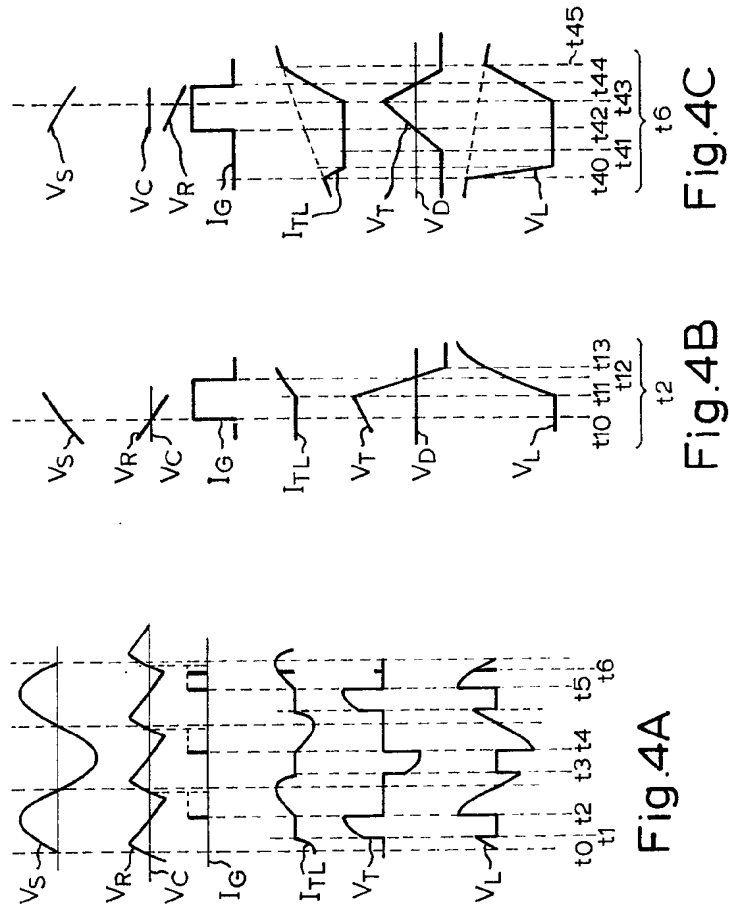 VS
VR
VC
IG
ITL
VT
VL
t0
t1
t2
t3
t4
t5
t6
Fig.4A
VS
VR
VC
IG
ITL
VT
VD
VL
t10
t11
t12
t13
t2
Fig.4B
VS
VC
VR
IG
ITL
VT
VD
VL
t40
t41
t42
t43
t44
t45
t6
Fig.4C